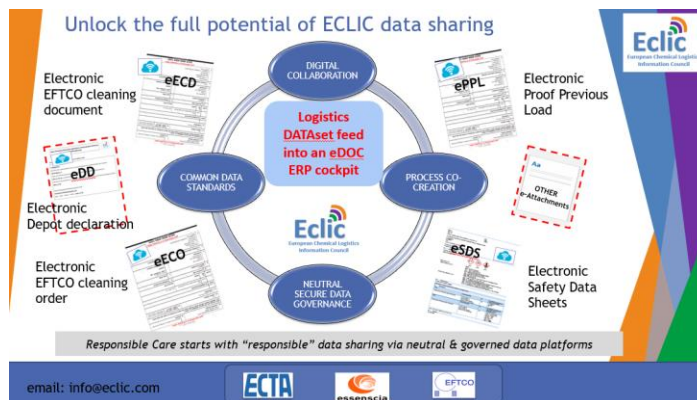 Unlock the full potential of ECLIC data sharing
Eclic
European Chemical Logistics
Information Council
DIGITAL
COLLABORATION
Electronic
EFTCO cleaning
document
eECD
ePPL
Electronic
Proof Previous
Load
Logistics
DATAset feed
into an eDOC
ERP cockpit
eDD
COMMON DATA
STANDARDS
PROCESS CO-
CREATION
Aa
OTHER
e-Attachments
Electronic
Depot declaration
Eclic
European Chemical Logistics
Information Council
Electronic
EFTCO cleaning
order
eECO
eSDS
Electronic
Safety Data
Sheets
NEUTRAL
SECURE DATA
GOVERNANCE
Responsible Care starts with “responsible” data sharing via neutral & governed data platforms
email: info@eclic.com
ECTA
essenscia
EFTCO